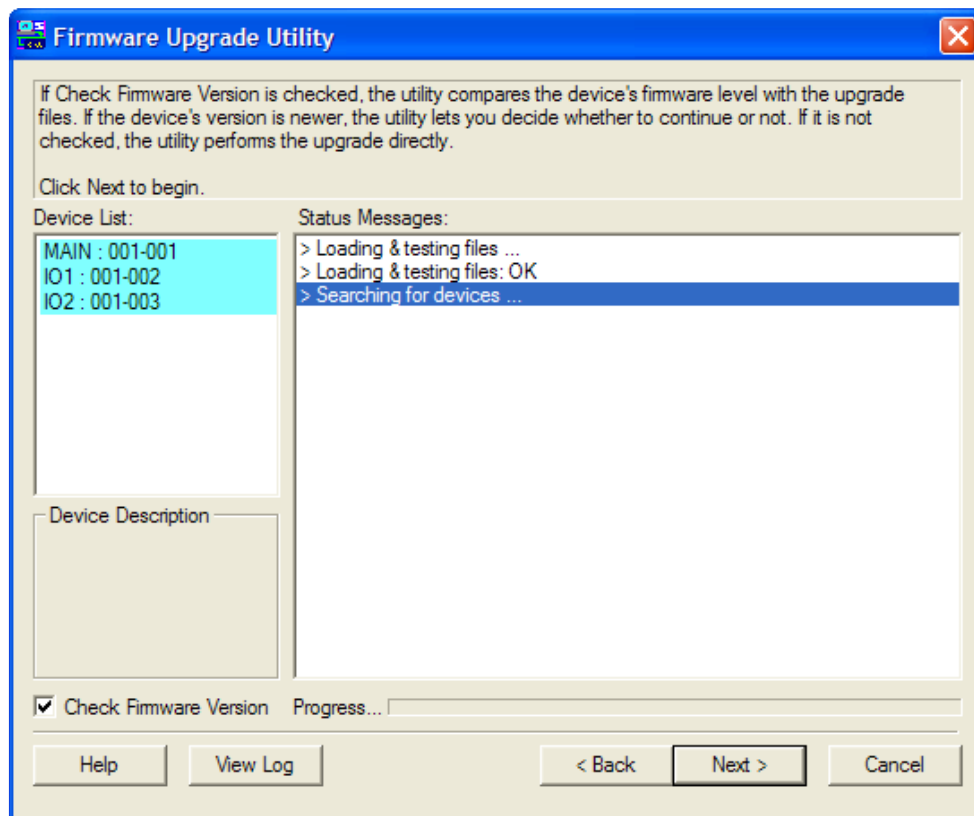 Firmware Upgrade Utility
If Check Firmware Version is checked, the utility compares the device's firmware level with the upgrade
files. If the device's version is newer, the utility lets you decide whether to continue or not. If it is not
checked, the utility performs the upgrade directly.
Click Next to begin.
Device List:
MAIN : 001-001
IO1 : 001-002
IO2 : 001-003
Status Messages:
> Loading & testing files ...
> Loading & testing files: OK
> Searching for devices ...
Device Description
Check Firmware Version
Progress...
Help
View Log
< Back
Next >
Cancel